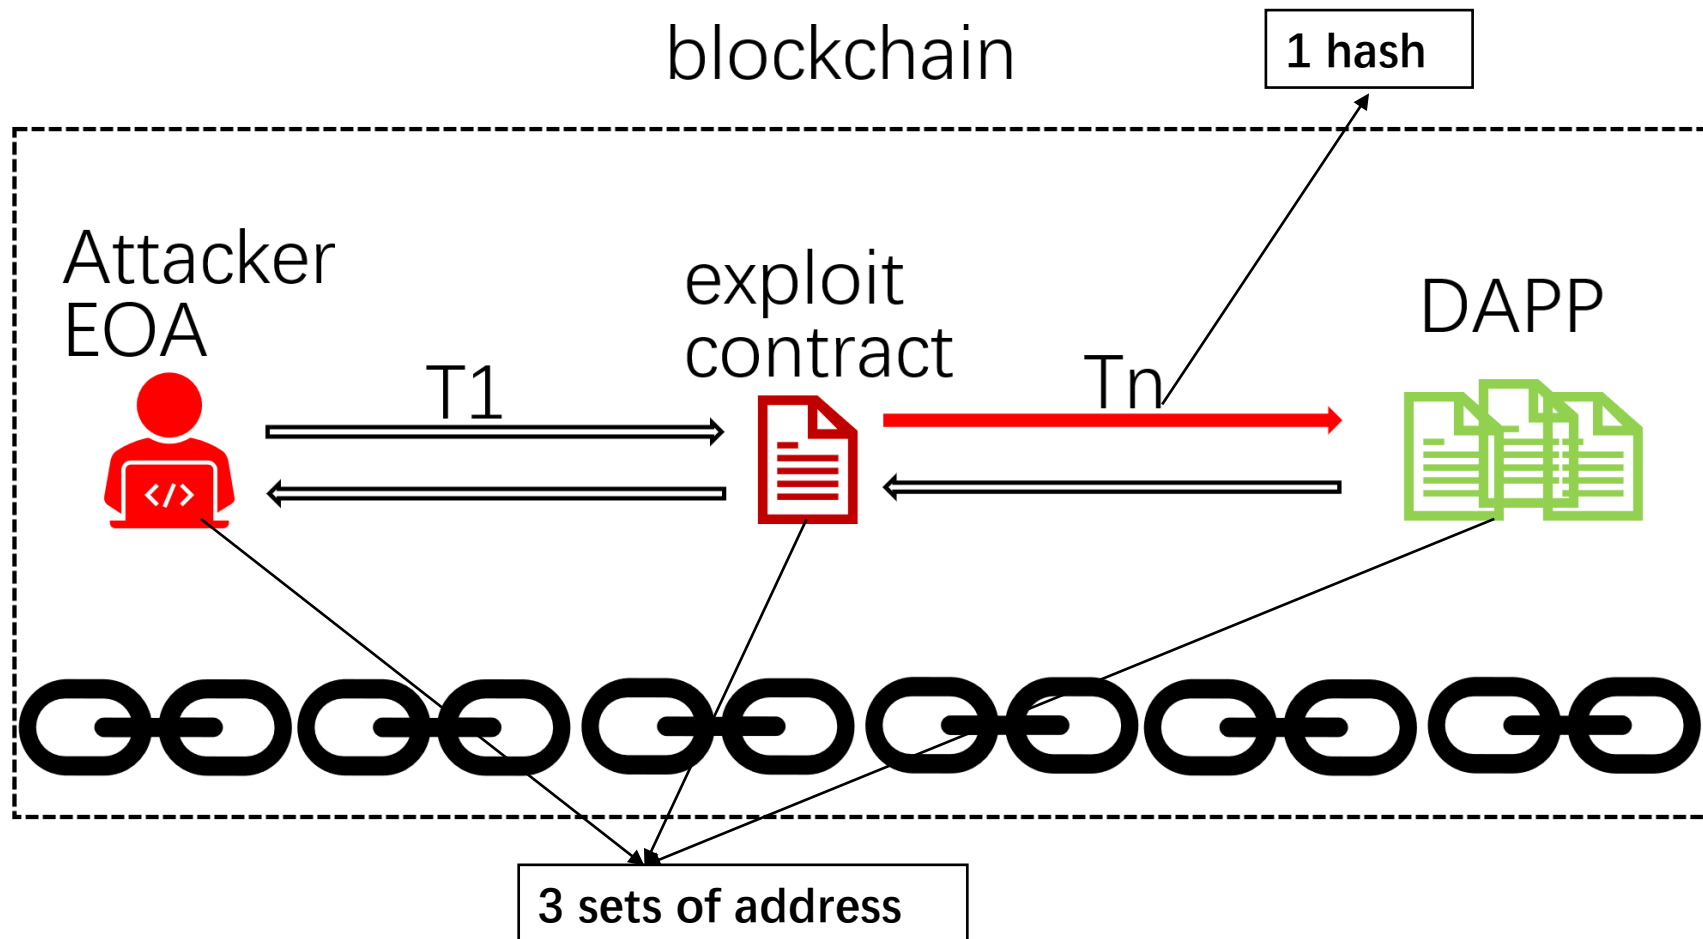 blockchain
1 hash
Attacker
EOA
exploit
contract
DAPP
T1
Tn
</>
3 sets of address